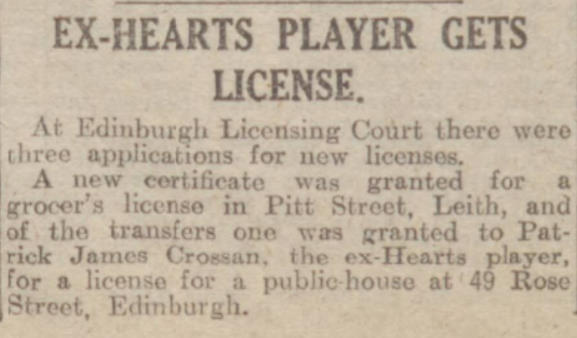 EX-HEARTS PLAYER GETS
LICENSE.
At Edinburgh Licensing Court there were
three applications for new licenses.
A new certificate was granted for a
grocer's license in Pitt Street, Leith, and
of the transfers one was granted to Pat-
rick James Crossan, the ex-Hearts player,
for a license for a public-house at 49 Rose
Street, Edinburgh.